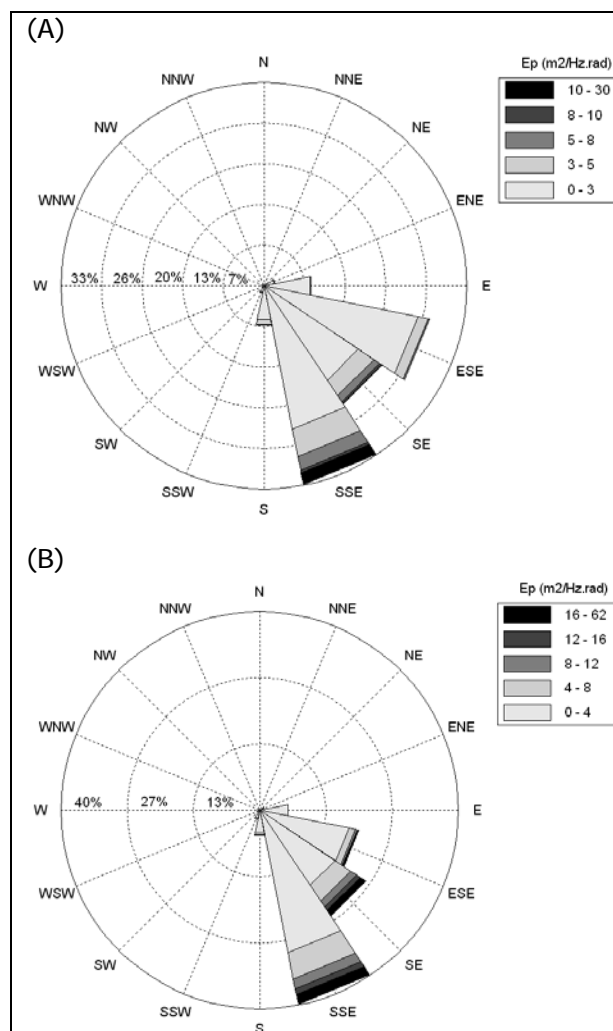 (A)
N
NNW
NNE
NW
NE
WNW
ENE
W
33%
26%
20%
13%
7%
E
WSW
ESE
SW
SE
SSW
SSE
S
Ep (m2/Hz.rad)
10 - 30
8 - 10
5 - 8
3 - 5
0 - 3
(B)
N
NNW
NNE
NW
NE
WNW
ENE
W
40%
27%
13%
E
WSW
ESE
SW
SE
SSW
SSE
S
Ep (m2/Hz.rad)
16 - 62
12 - 16
8 - 12
4 - 8
0 - 4